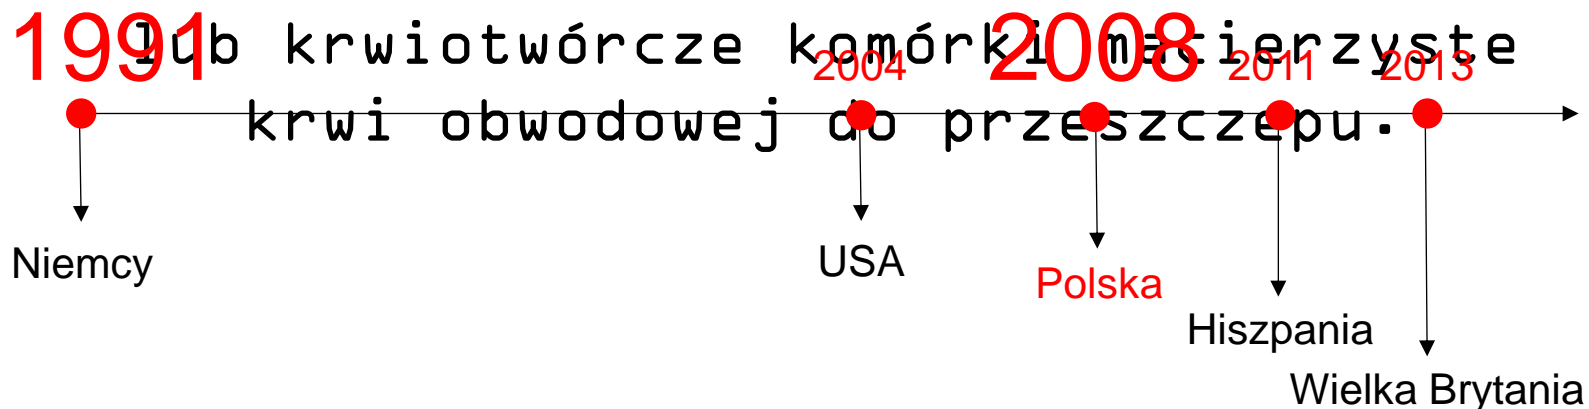 lub krwiotwórcze komórki macierzyste
krwi obwodowej do przeszczepu.
1991 2004 2008 2011 2013
Niemcy
USA
Polska
Hiszpania
Wielka Brytania